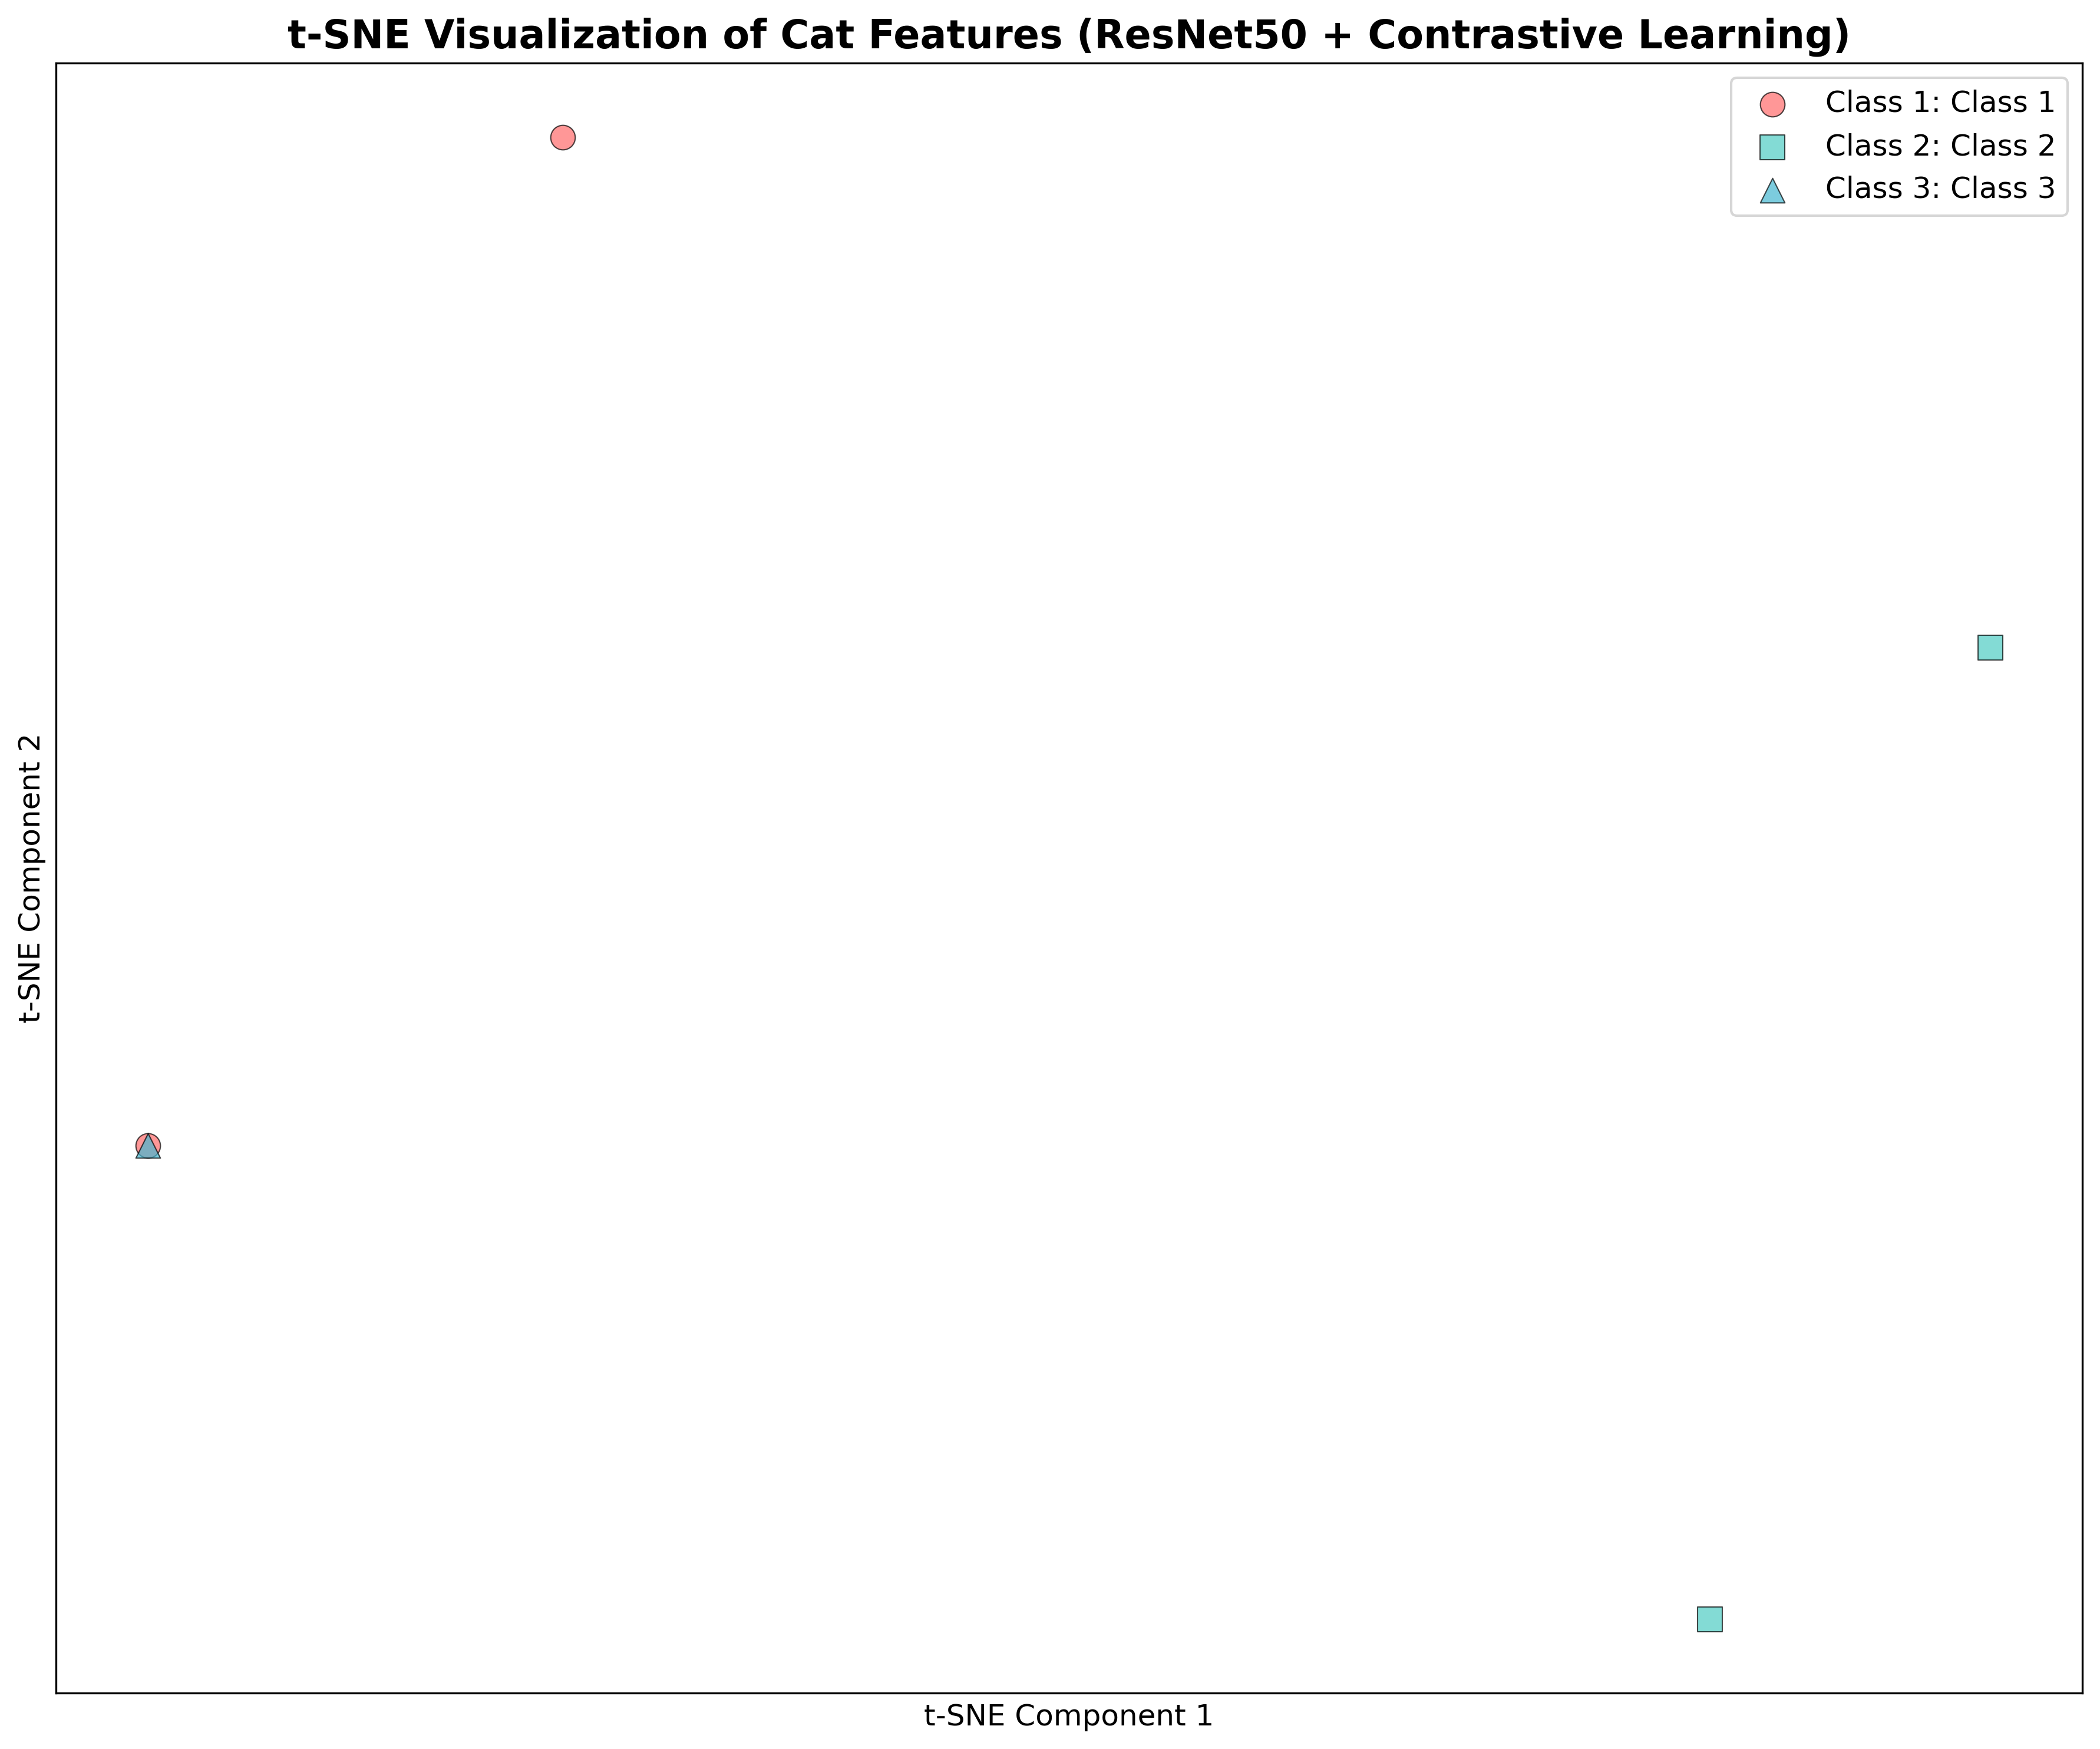 t-SNE Visualization of Cat Features (ResNet50 + Contrastive Learning)
Class 1: Class 1
Class 2: Class 2
Class 3: Class 3
t-SNE Component 2
t-SNE Component 1